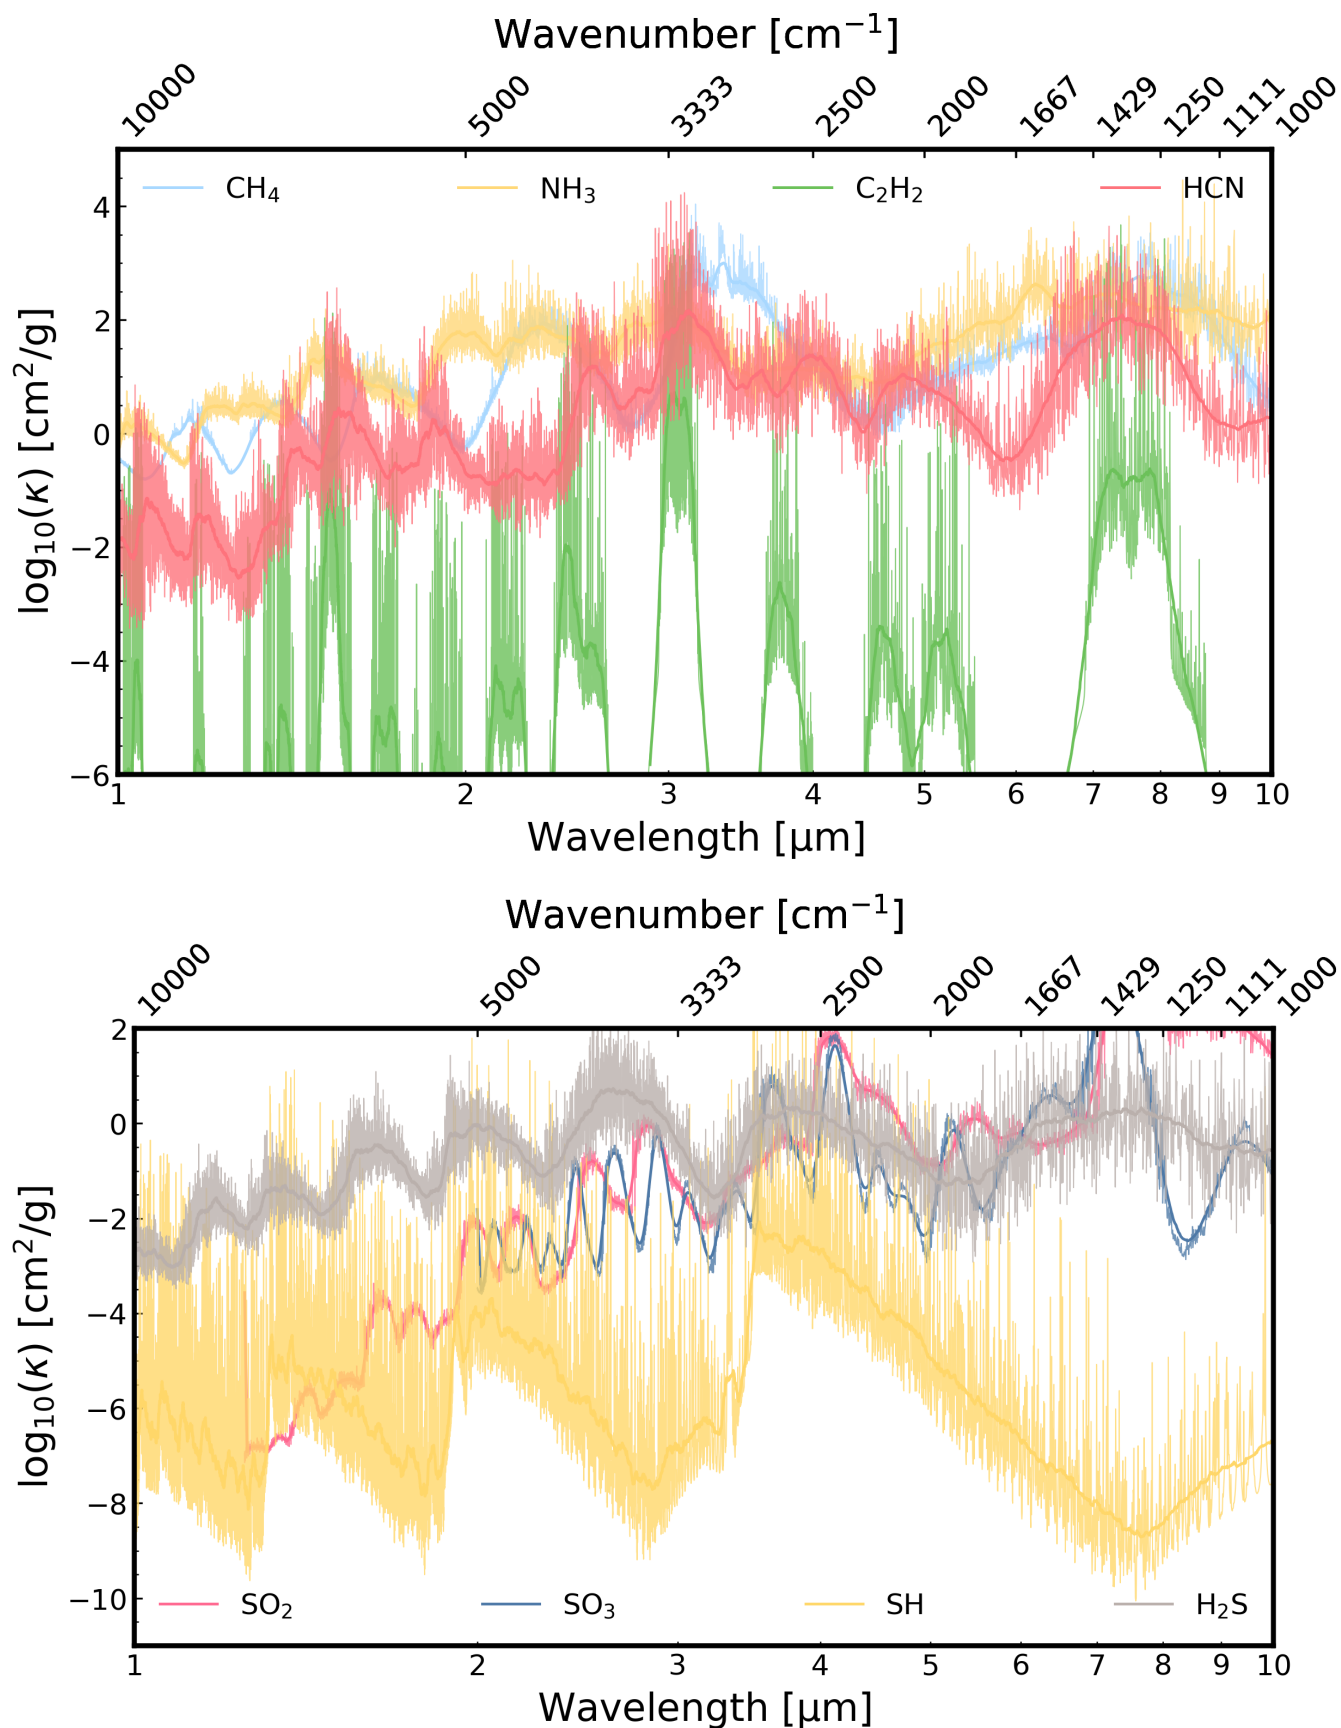 Wavenumber [cm⁻¹]
10000 5000 3333 2500 2000 1667 1429 1250 1111 1000
CH₄ NH₃ C₂H₂ HCN
4
2
0
−2
−4
−6
log₁₀(κ) [cm²/g]
1 2 3 4 5 6 7 8 9 10
Wavelength [μm]
Wavenumber [cm⁻¹]
10000 5000 3333 2500 2000 1667 1429 1250 1111 1000
2
0
−2
−4
−6
−8
−10
log₁₀(κ) [cm²/g]
SO₂ SO₃ SH H₂S
1 2 3 4 5 6 7 8 9 10
Wavelength [μm]